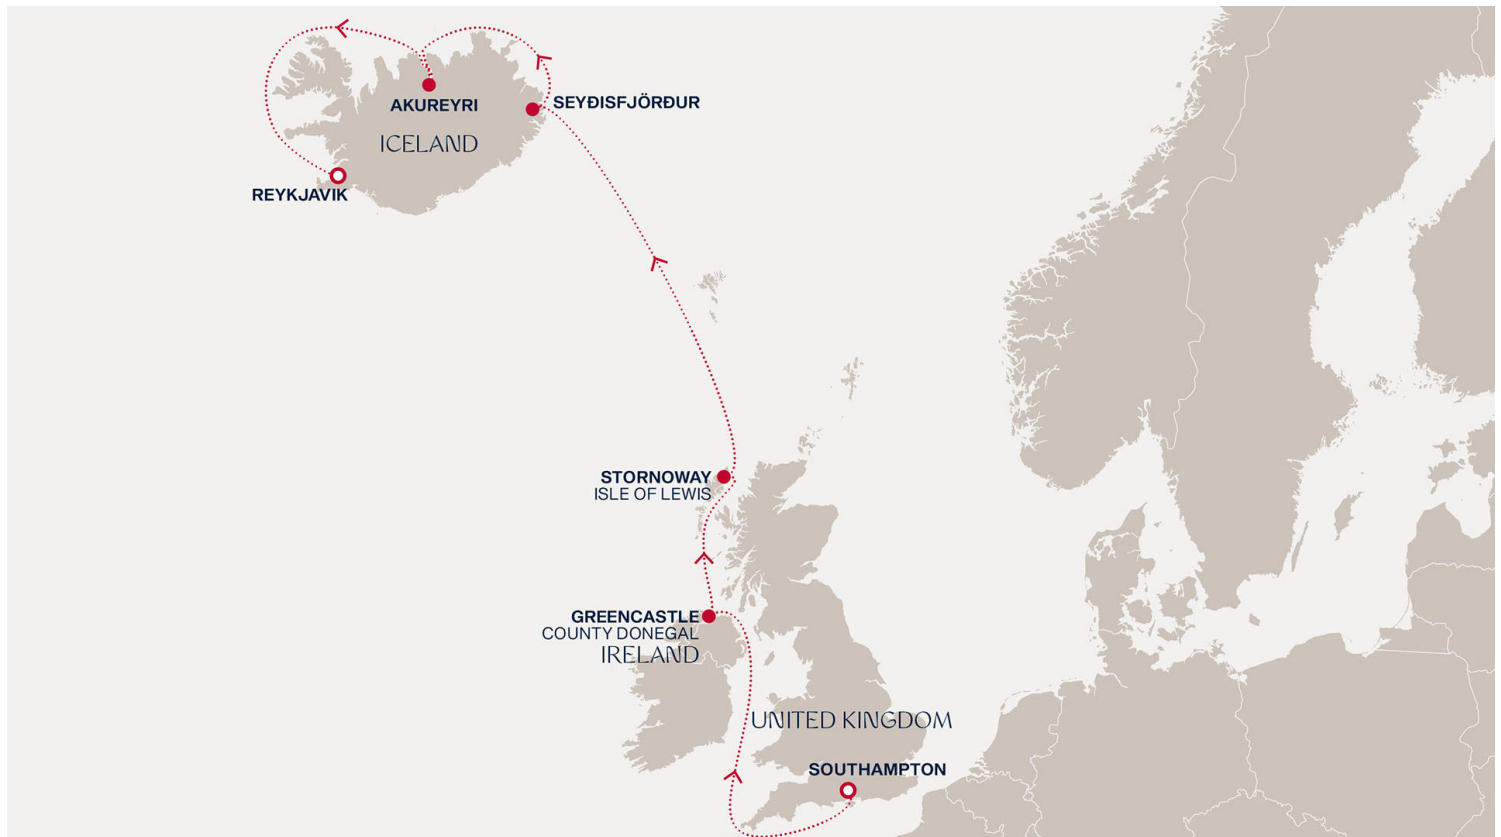 SEYÐISFJÖRÐUR
AKUREYRI
ICELAND
REYKJAVIK
STORNOWAY
ISLE OF LEWIS
GREENCASTLE
COUNTY DONEGAL
IRELAND
UNITED KINGDOM
SOUTHAMPTON